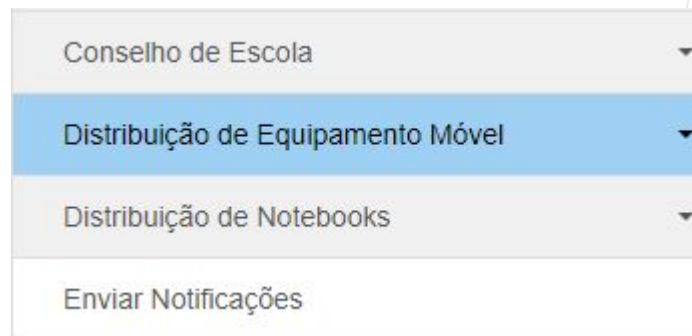 Conselho de Escola
Distribuição de Equipamento Móvel
Distribuição de Notebooks
Enviar Notificações